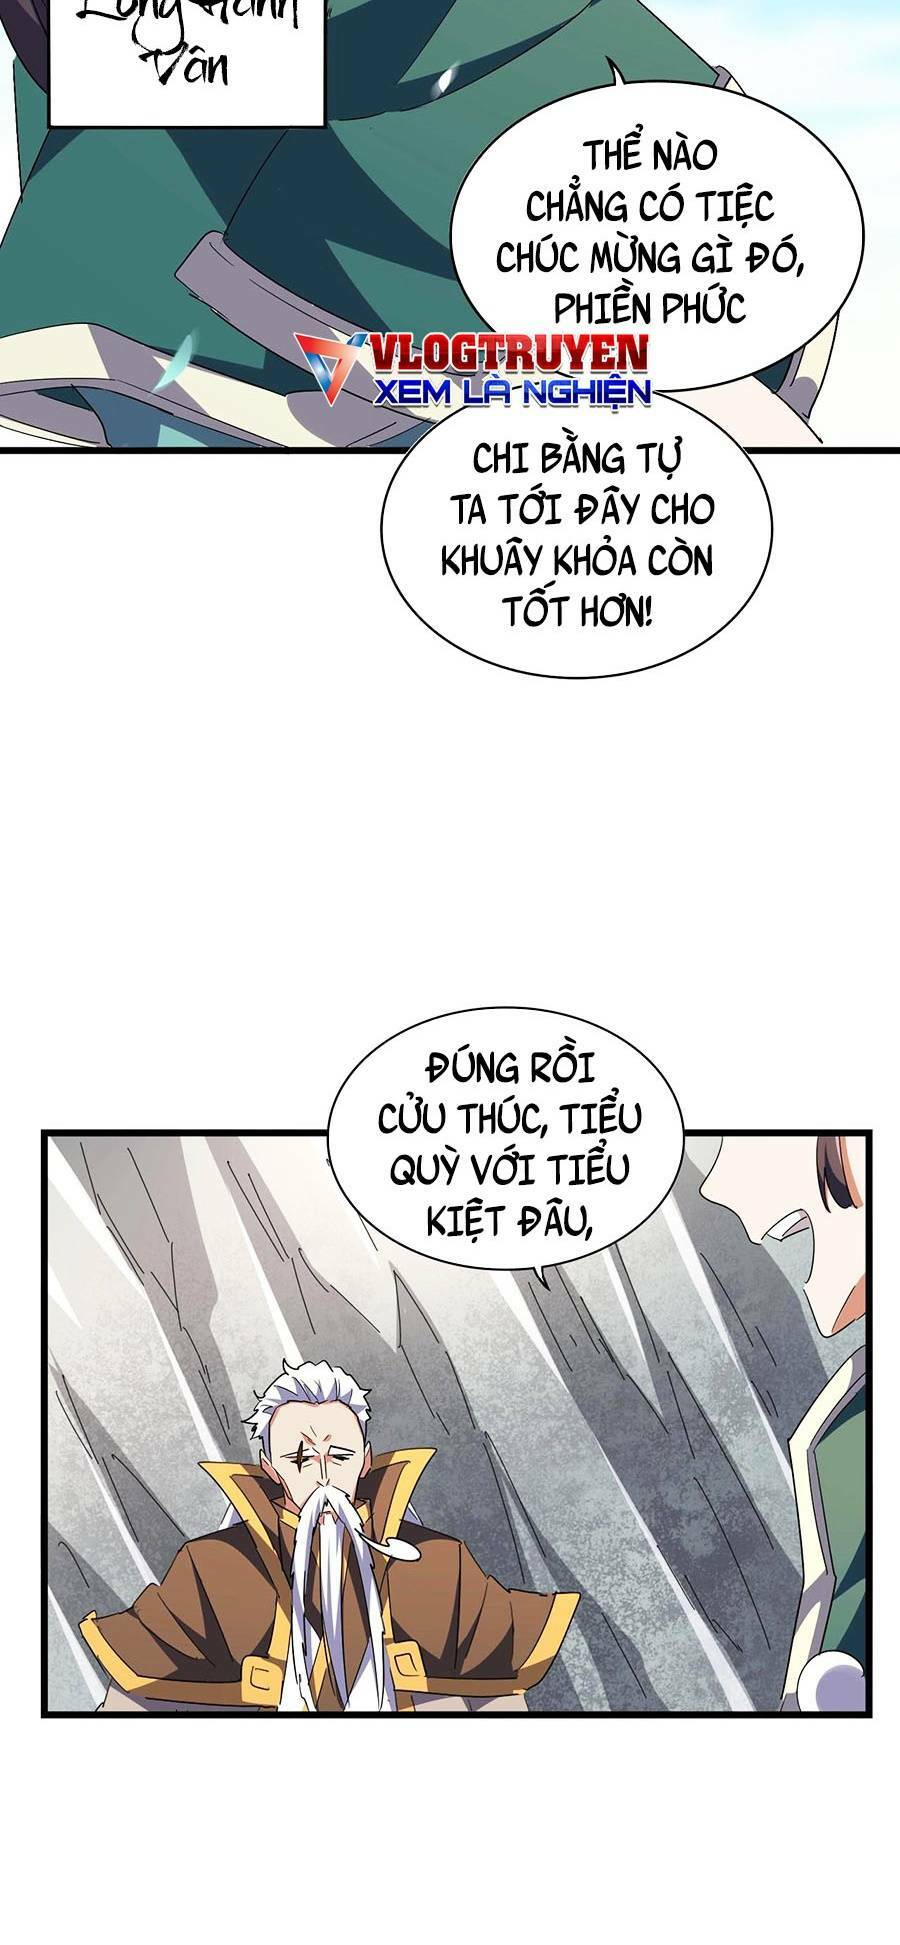 Long Hành
Vân
THỂ NÀO
CHẲNG CÓ TIỆC
CHÚC MỪNG GÌ ĐÓ,
PHIỀN PHỨC
VLOGTRUYEN
XEM LÀ NGHIỆN
CHI BẰNG TỰ
TA TỚI ĐÂY CHO
KHUÂY KHỎA CÒN
TỐT HƠN!
ĐÚNG RỒI
CỬU THÚC, TIỂU
QUỲ VỚI TIỂU
KIỆT ĐÂU,